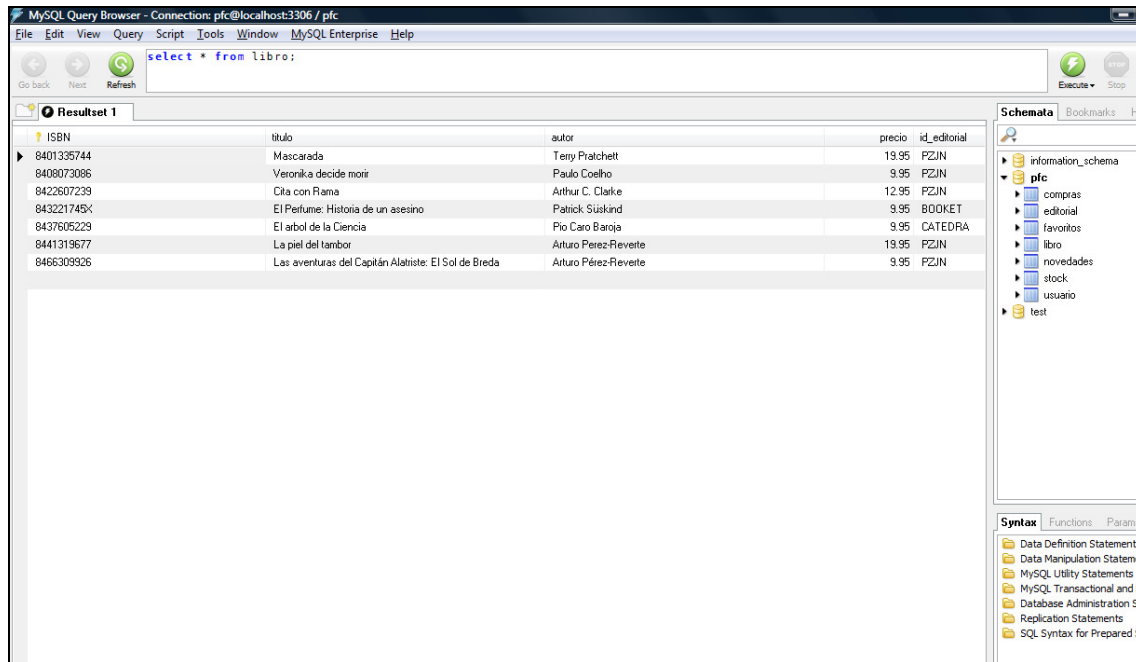 MySQL Query Browser - Connection: pfc@localhost:3306 / pfc
File Edit View Query Script Tools Window MySQL Enterprise Help
select * from libro;
Go back Next Refresh Execute Stop
Resultset 1
ISBN titulo autor precio id_editorial
8401335744 Mascarada Terry Pratchett 19.95 PZJN
8408073086 Veronika decide morir Paulo Coelho 9.95 PZJN
8422607239 Cita con Rama Arthur C. Clarke 12.95 PZJN
843221745X El Perfume: Historia de un asesino Patrick Süskind 9.95 BOOKET
8437605229 El arbol de la Ciencia Pio Caro Baroja 9.95 CATEDRA
8441319677 La piel del tambor Arturo Perez-Reverte 19.95 PZJN
8466309926 Las aventuras del Capitán Alatriste: El Sol de Breda Arturo Pérez-Reverte 9.95 PZJN
Schemata Bookmarks H
information_schema
pfc
compras
editorial
favoritos
libro
novedades
stock
usuario
test
Syntax Functions Param
Data Definition Statement
Data Manipulation Statem
MySQL Utility Statements
MySQL Transactional and
Database Administration S
Replication Statements
SQL Syntax for Prepared